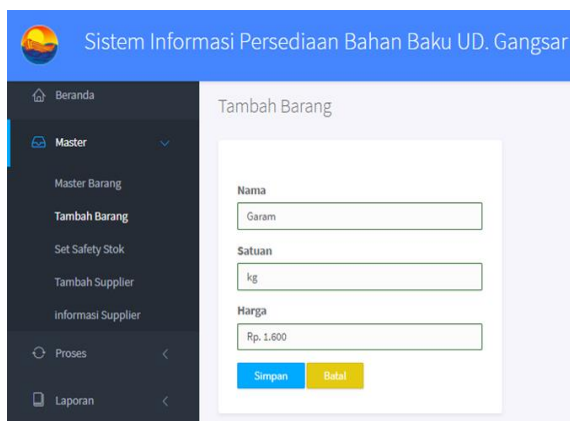 Sistem Informasi Persediaan Bahan Baku UD. Gangsar
Beranda
Master
Master Barang
Tambah Barang
Set Safety Stok
Tambah Supplier
informasi Supplier
Proses
Laporan
Tambah Barang
Nama
Garam
Satuan
kg
Harga
Rp. 1.600
Simpan Batal